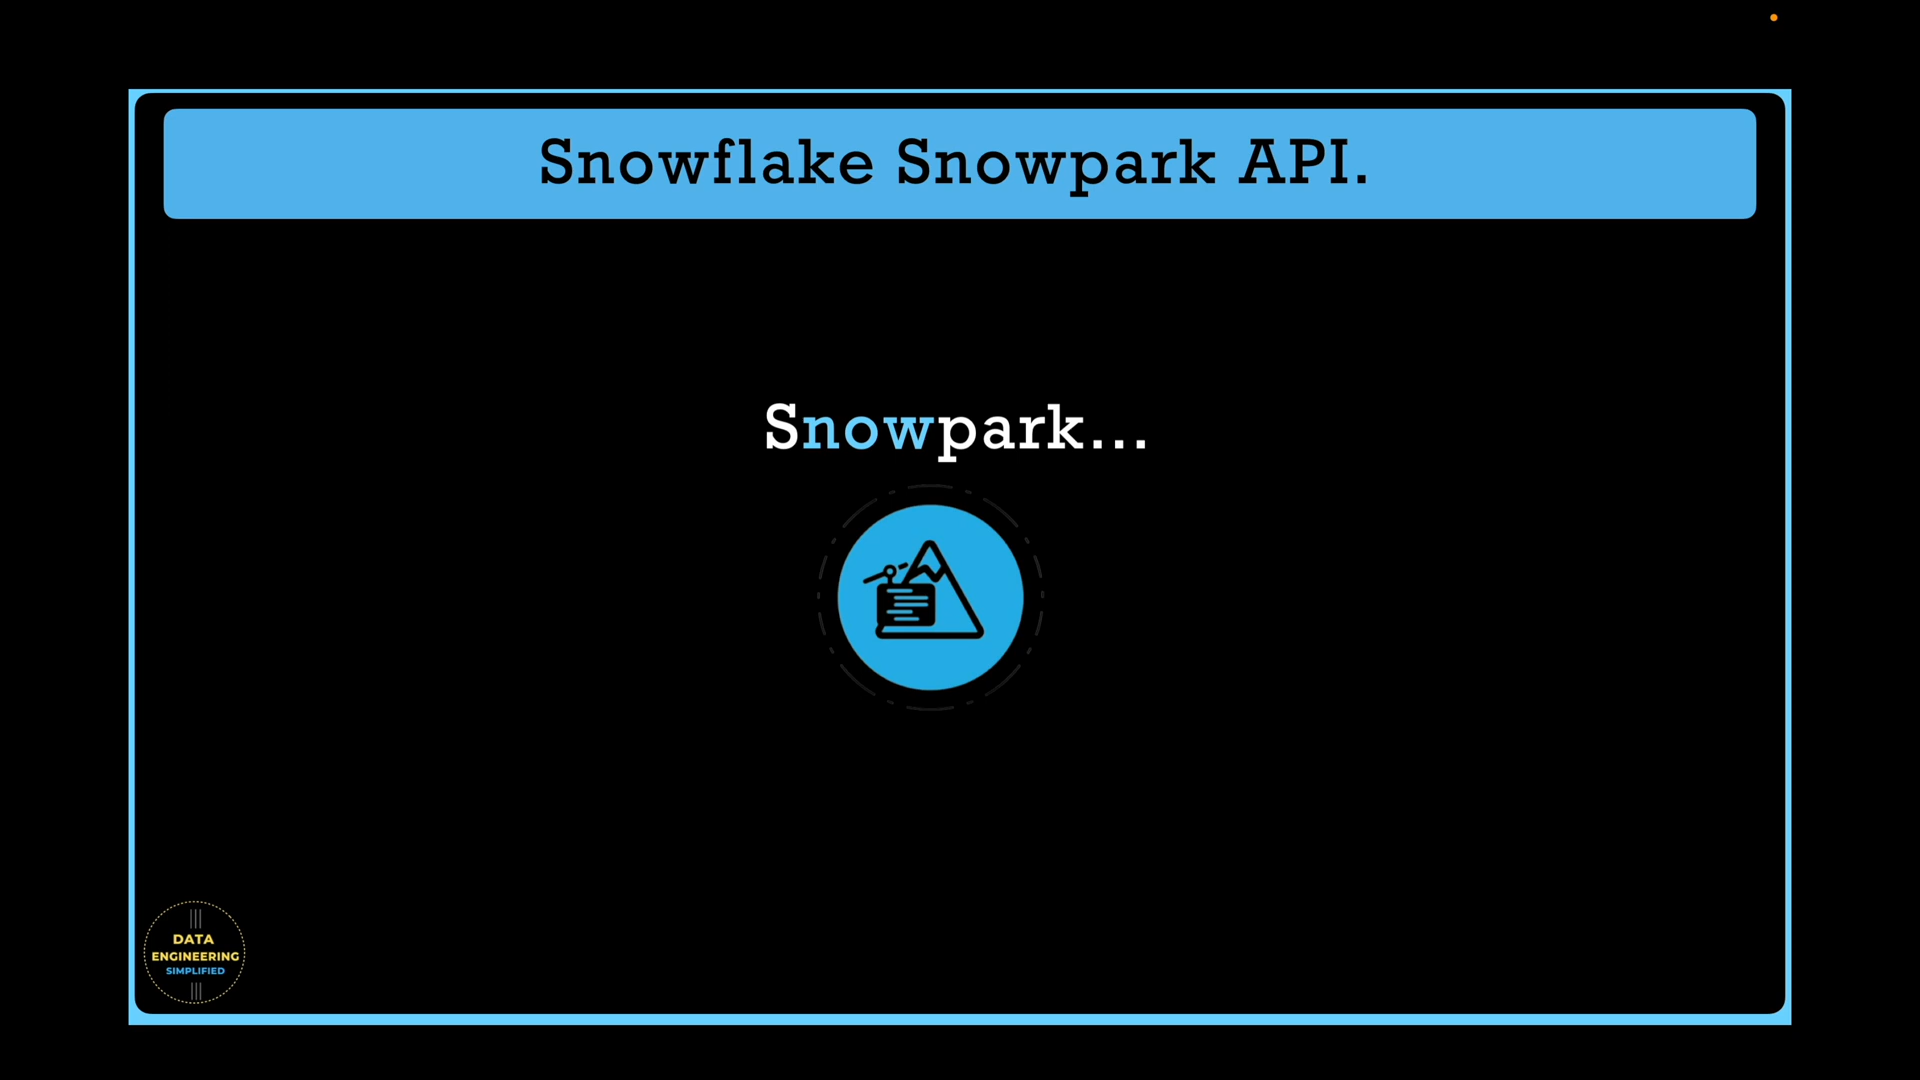 Snowflake Snowpark API.
Snowpark...
DATA
ENGINEERING
SIMPLIFIED